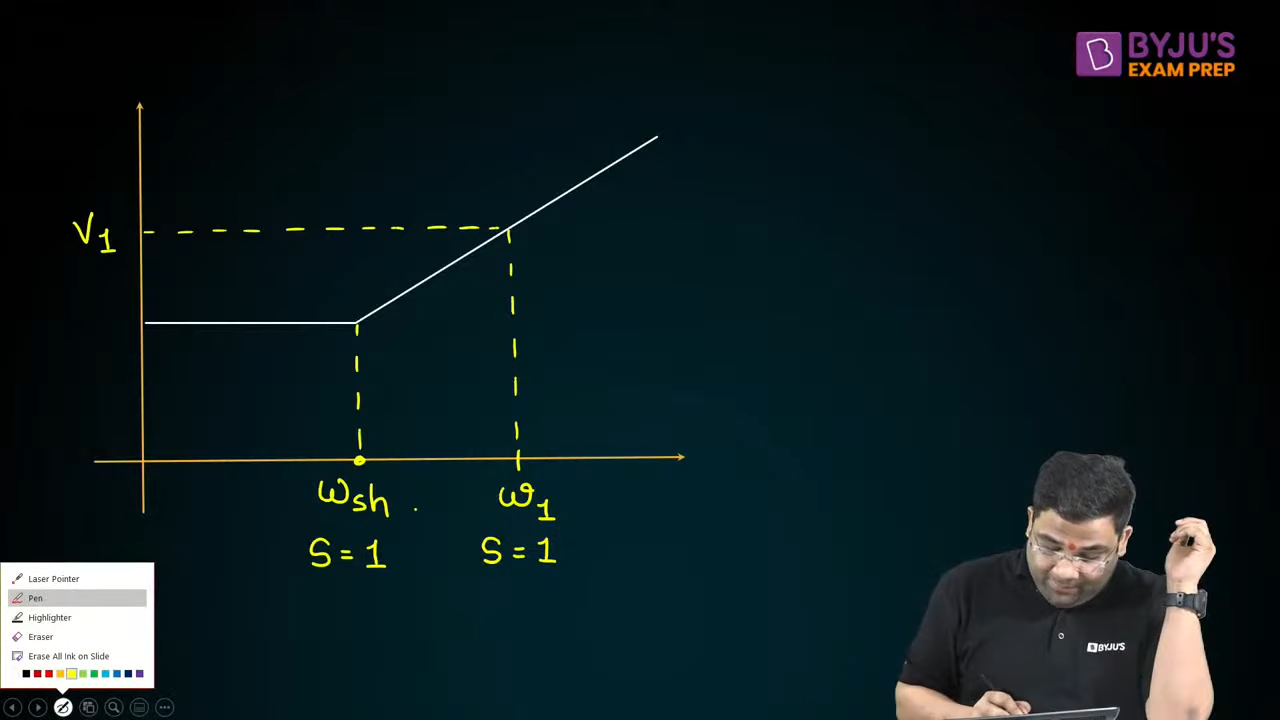 BYJU'S
EXAM PREP
V1
ωsh
ω1
S=1
S=1
Laser Pointer
Pen
Highlighter
Eraser
Erase All Ink on Slide
BYJU'S